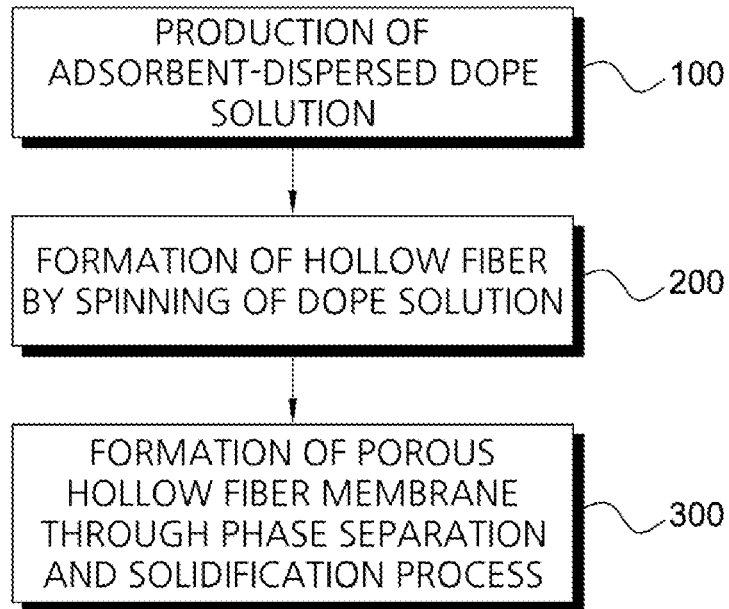 PRODUCTION OF
ADSORBENT-DISPERSED DOPE
SOLUTION
100
FORMATION OF HOLLOW FIBER
BY SPINNING OF DOPE SOLUTION
200
FORMATION OF POROUS
HOLLOW FIBER MEMBRANE
THROUGH PHASE SEPARATION
AND SOLIDIFICATION PROCESS
300